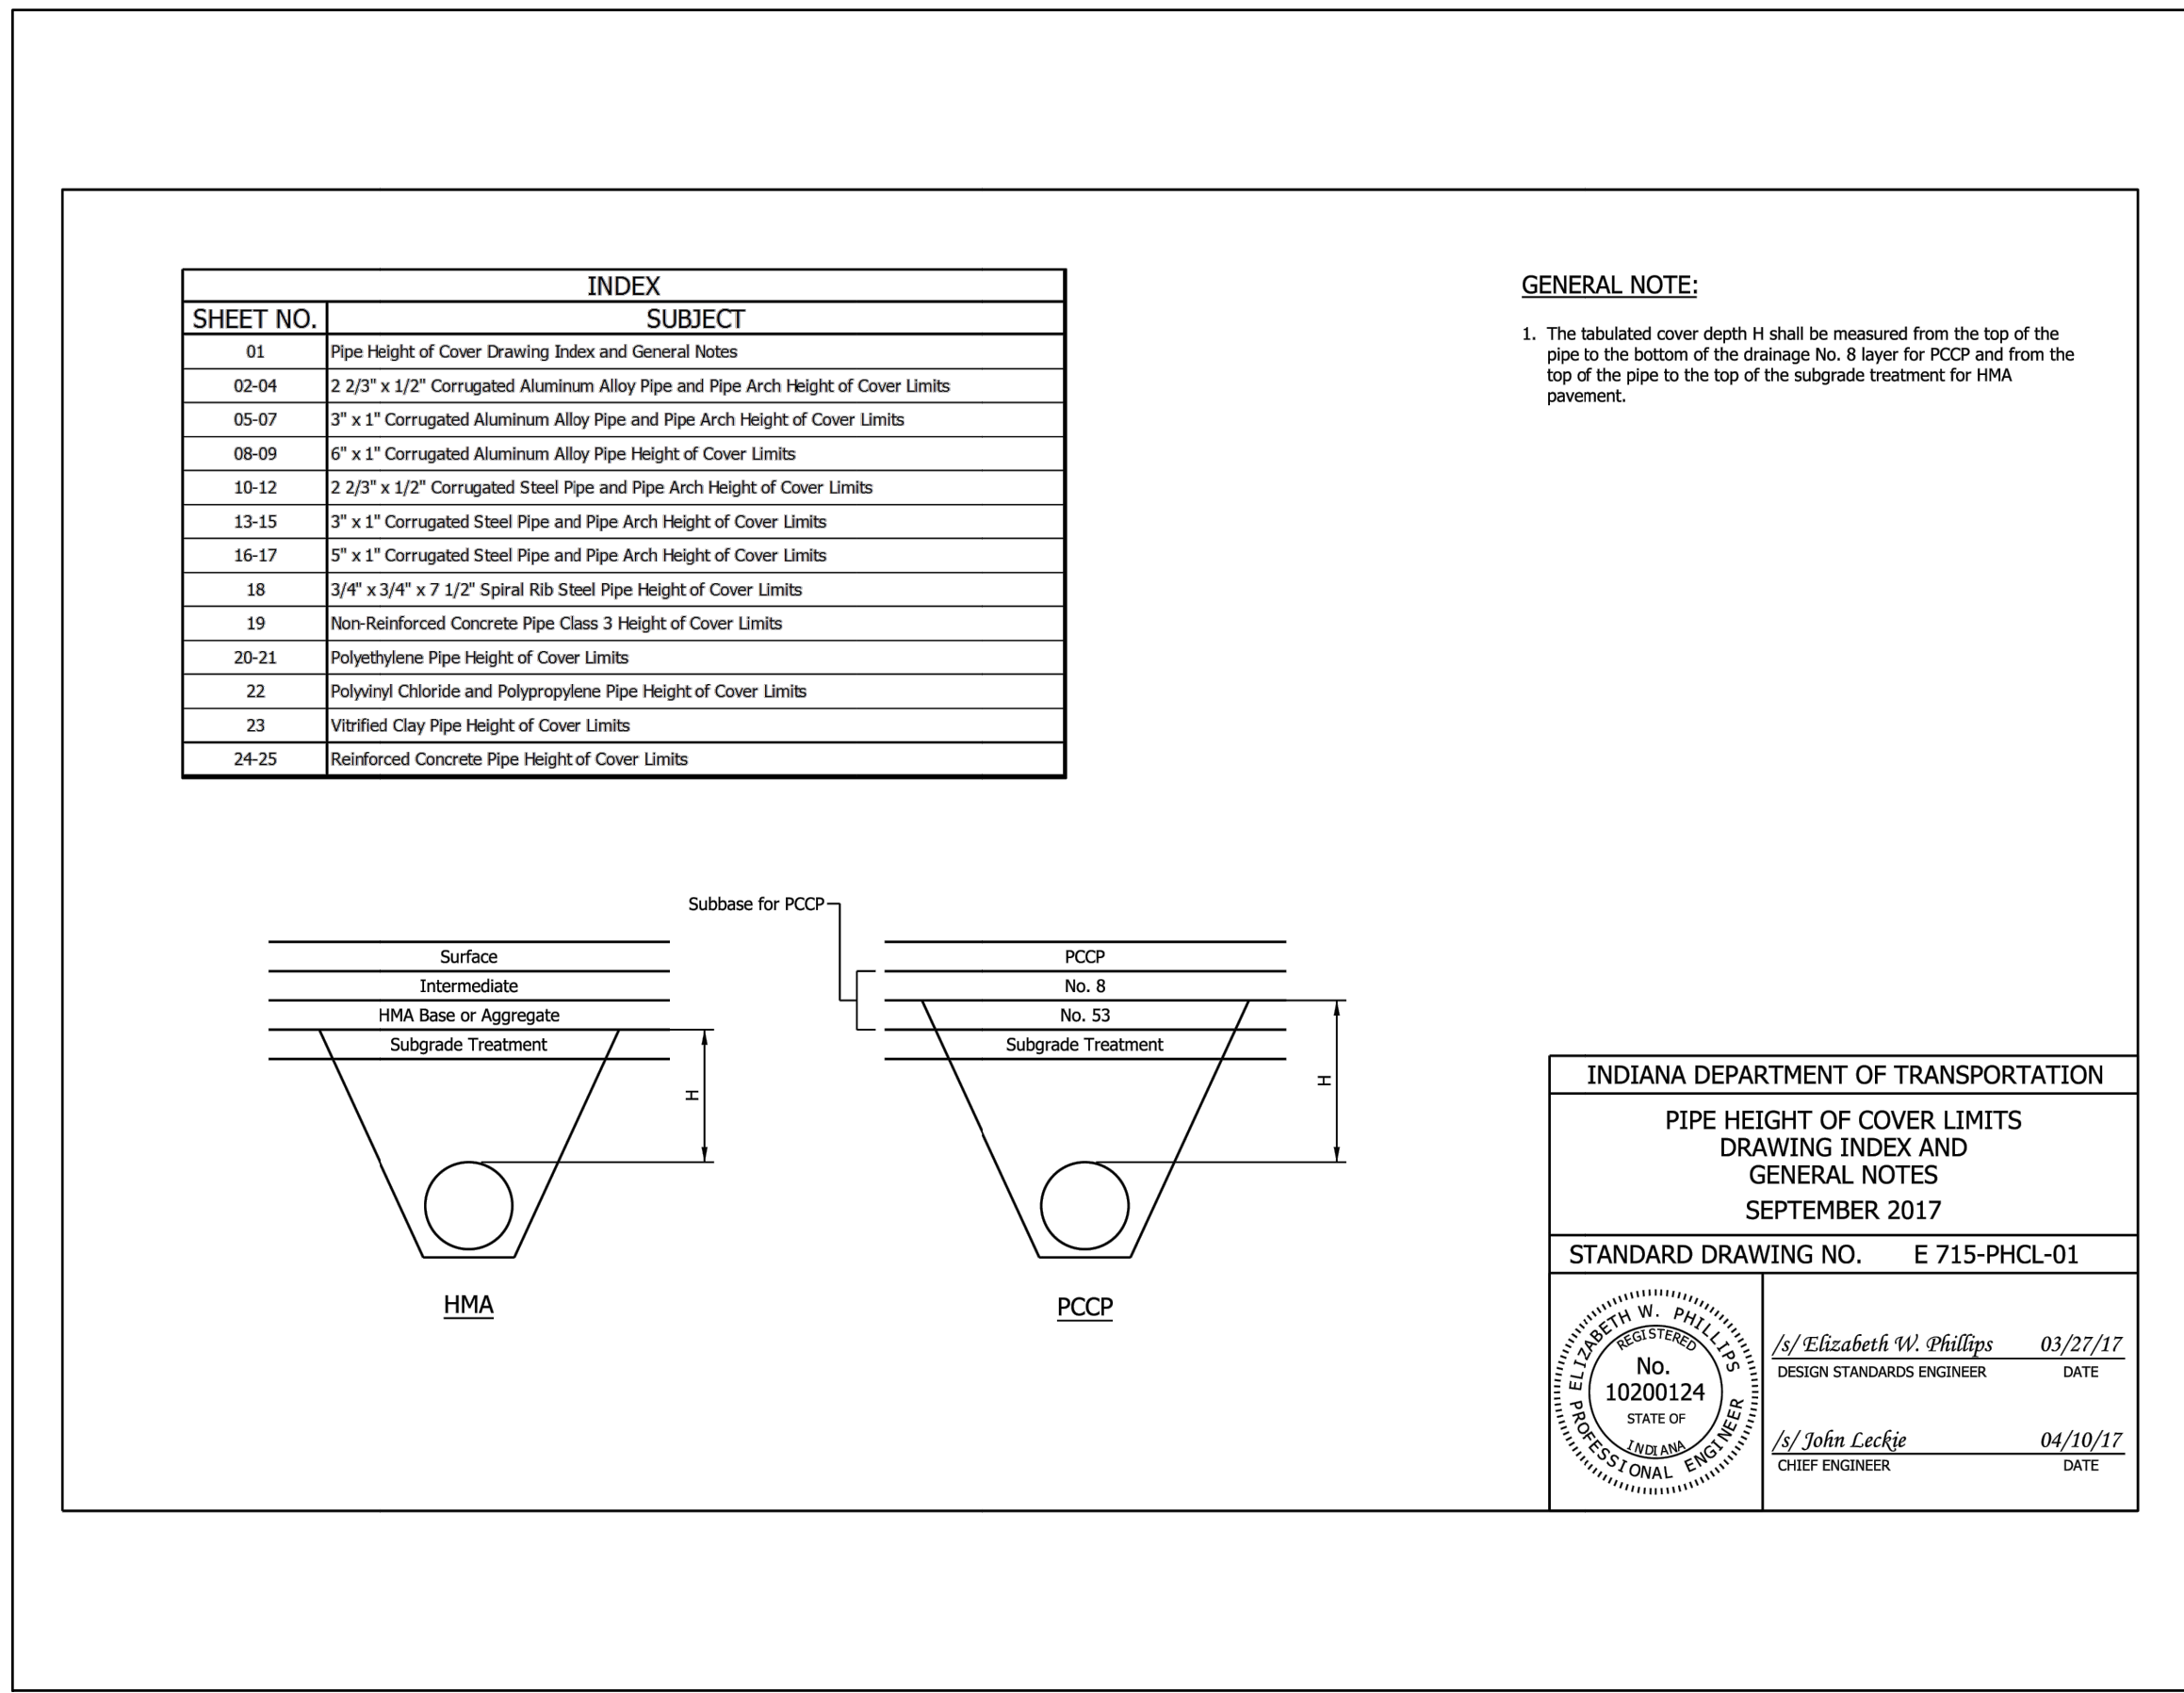 INDEX
SHEET NO. SUBJECT
01 Pipe Height of Cover Drawing Index and General Notes
02-04 2 2/3" x 1/2" Corrugated Aluminum Alloy Pipe and Pipe Arch Height of Cover Limits
05-07 3" x 1" Corrugated Aluminum Alloy Pipe and Pipe Arch Height of Cover Limits
08-09 6" x 1" Corrugated Aluminum Alloy Pipe Height of Cover Limits
10-12 2 2/3" x 1/2" Corrugated Steel Pipe and Pipe Arch Height of Cover Limits
13-15 3" x 1" Corrugated Steel Pipe and Pipe Arch Height of Cover Limits
16-17 5" x 1" Corrugated Steel Pipe and Pipe Arch Height of Cover Limits
18 3/4" x 3/4" x 7 1/2" Spiral Rib Steel Pipe Height of Cover Limits
19 Non-Reinforced Concrete Pipe Class 3 Height of Cover Limits
20-21 Polyethylene Pipe Height of Cover Limits
22 Polyvinyl Chloride and Polypropylene Pipe Height of Cover Limits
23 Vitrified Clay Pipe Height of Cover Limits
24-25 Reinforced Concrete Pipe Height of Cover Limits
GENERAL NOTE:
1. The tabulated cover depth H shall be measured from the top of the
pipe to the bottom of the drainage No. 8 layer for PCCP and from the
top of the pipe to the top of the subgrade treatment for HMA
pavement.
Surface
Intermediate
HMA Base or Aggregate
Subgrade Treatment
H
HMA
Subbase for PCCP
PCCP
No. 8
No. 53
Subgrade Treatment
H
PCCP
INDIANA DEPARTMENT OF TRANSPORTATION
PIPE HEIGHT OF COVER LIMITS
DRAWING INDEX AND
GENERAL NOTES
SEPTEMBER 2017
STANDARD DRAWING NO. E 715-PHCL-01
ELIZABETH W. PHILLIPS
REGISTERED
No.
10200124
STATE OF
INDIANA
PROFESSIONAL ENGINEER
/s/ Elizabeth W. Phillips 03/27/17
DESIGN STANDARDS ENGINEER DATE
/s/ John Leckie 04/10/17
CHIEF ENGINEER DATE